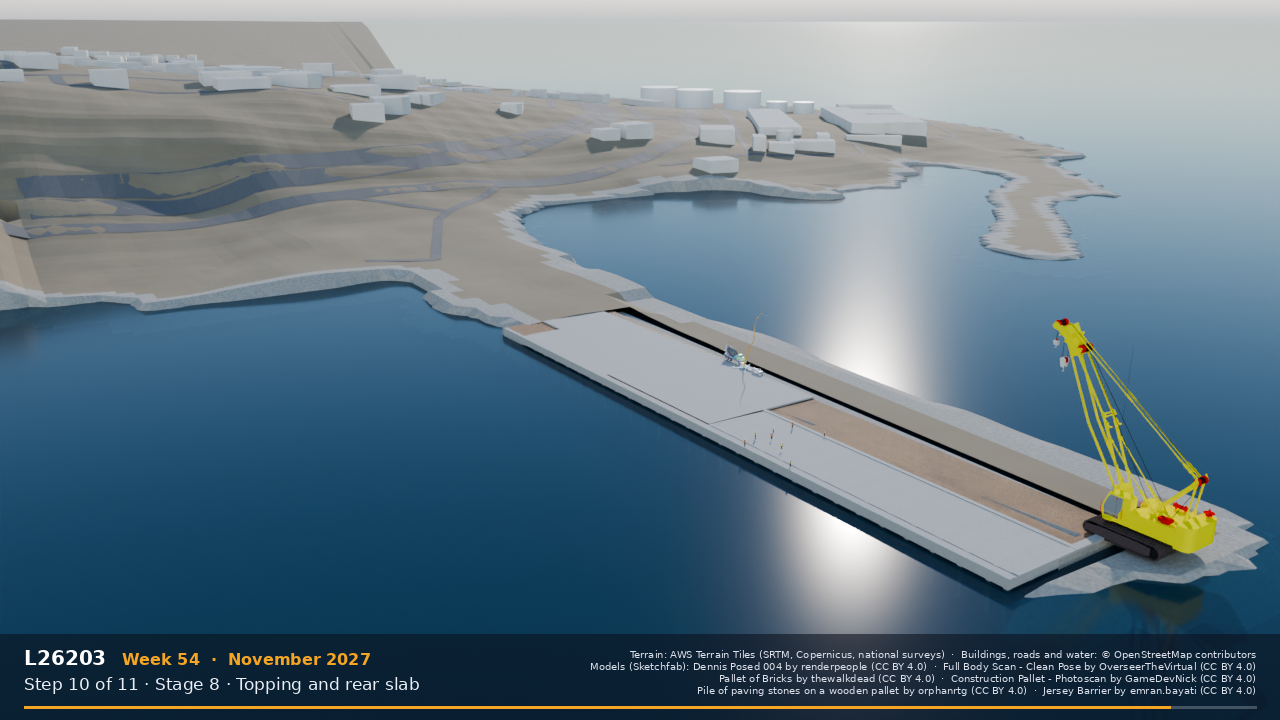 L26203 Week 54 · November 2027
Step 10 of 11 · Stage 8 · Topping and rear slab
Terrain: AWS Terrain Tiles (SRTM, Copernicus, national surveys) · Buildings, roads and water: © OpenStreetMap contributors
Models (Sketchfab): Dennis Posed 004 by renderpeople (CC BY 4.0) · Full Body Scan - Clean Pose by OverseerTheVirtual (CC BY 4.0)
Pallet of Bricks by thewalkdead (CC BY 4.0) · Construction Pallet - Photoscan by GameDevNick (CC BY 4.0)
Pile of paving stones on a wooden pallet by orphanrtg (CC BY 4.0) · Jersey Barrier by emran.bayati (CC BY 4.0)